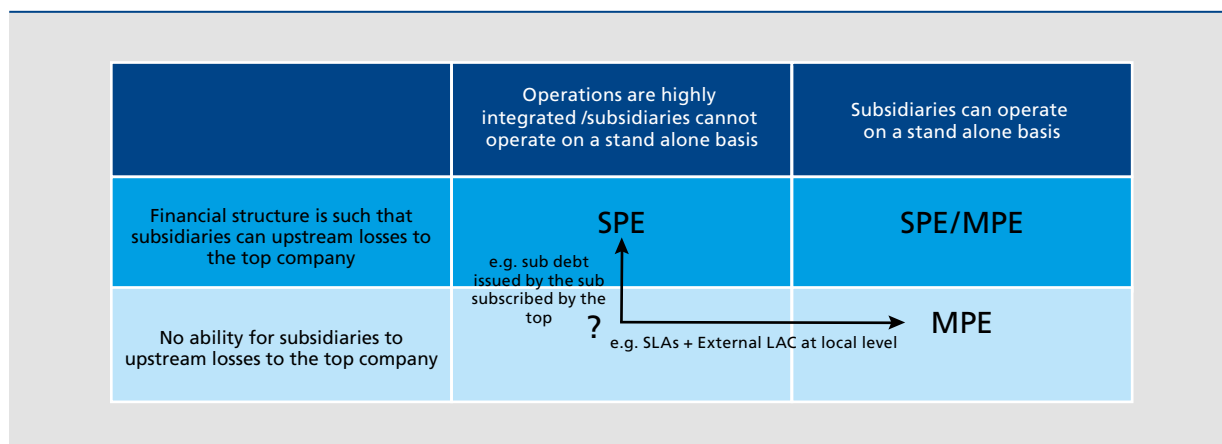 Operations are highly
integrated /subsidiaries cannot
operate on a stand alone basis
Subsidiaries can operate
on a stand alone basis
Financial structure is such that
subsidiaries can upstream losses to
the top company
SPE
SPE/MPE
e.g. sub debt
issued by the sub
subscribed by the
top
No ability for subsidiaries to
upstream losses to the top company
?
e.g. SLAs + External LAC at local level
MPE